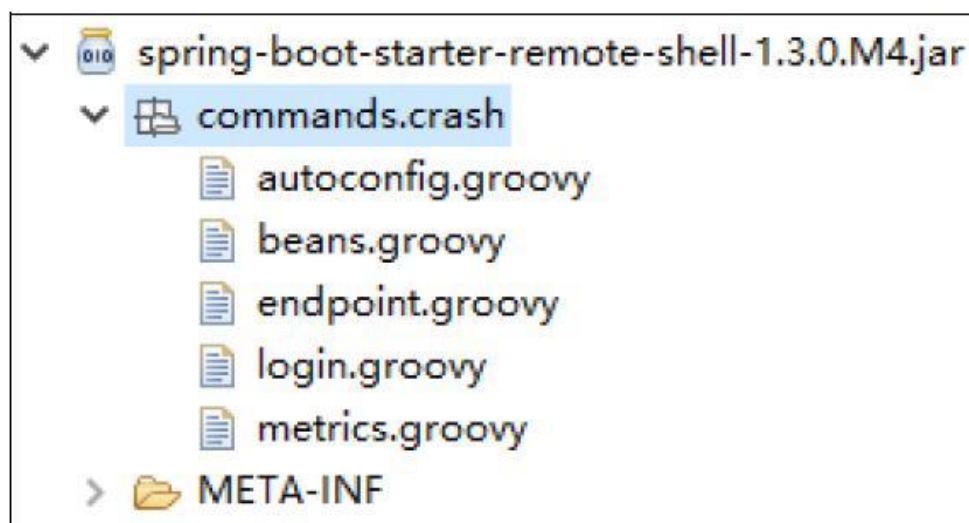 spring-boot-starter-remote-shell-1.3.0.M4.jar
commands.crash
autoconfig.groovy
beans.groovy
endpoint.groovy
login.groovy
metrics.groovy
META-INF